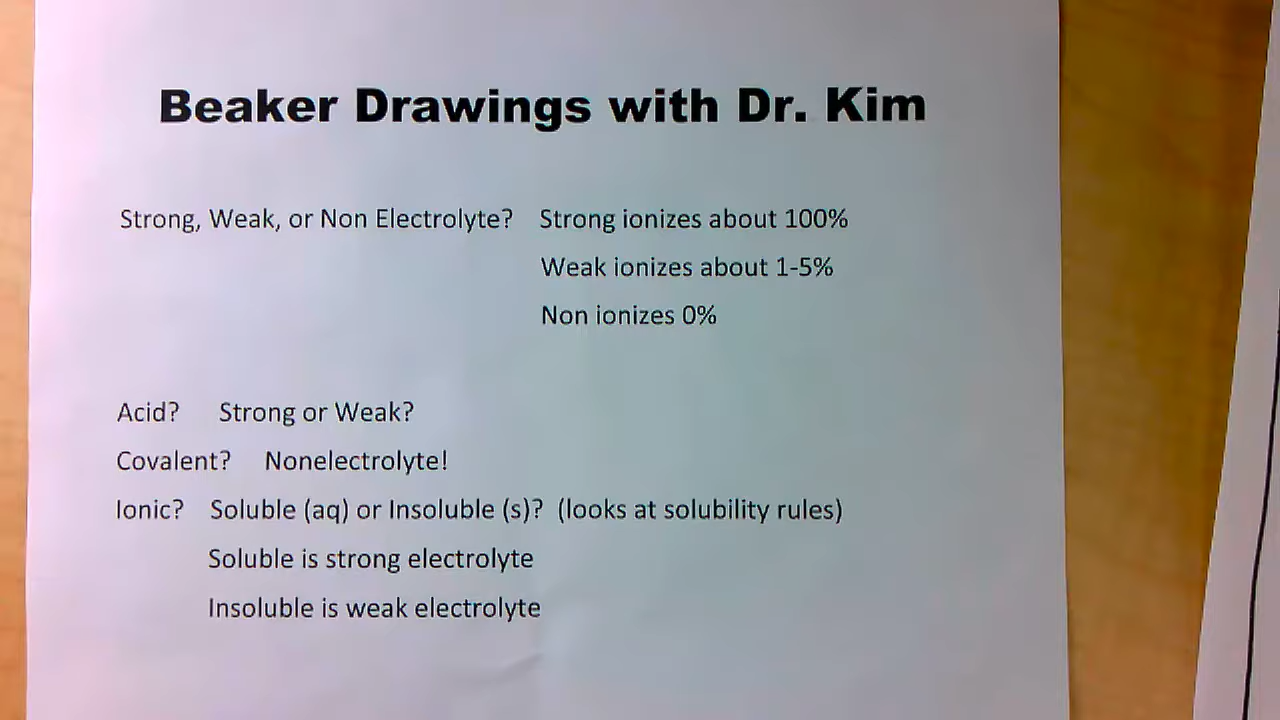 Beaker Drawings with Dr. Kim
Strong, Weak, or Non Electrolyte? Strong ionizes about 100%
Weak ionizes about 1-5%
Non ionizes 0%
Acid? Strong or Weak?
Covalent? Nonelectrolyte!
Ionic? Soluble (aq) or Insoluble (s)? (looks at solubility rules)
Soluble is strong electrolyte
Insoluble is weak electrolyte